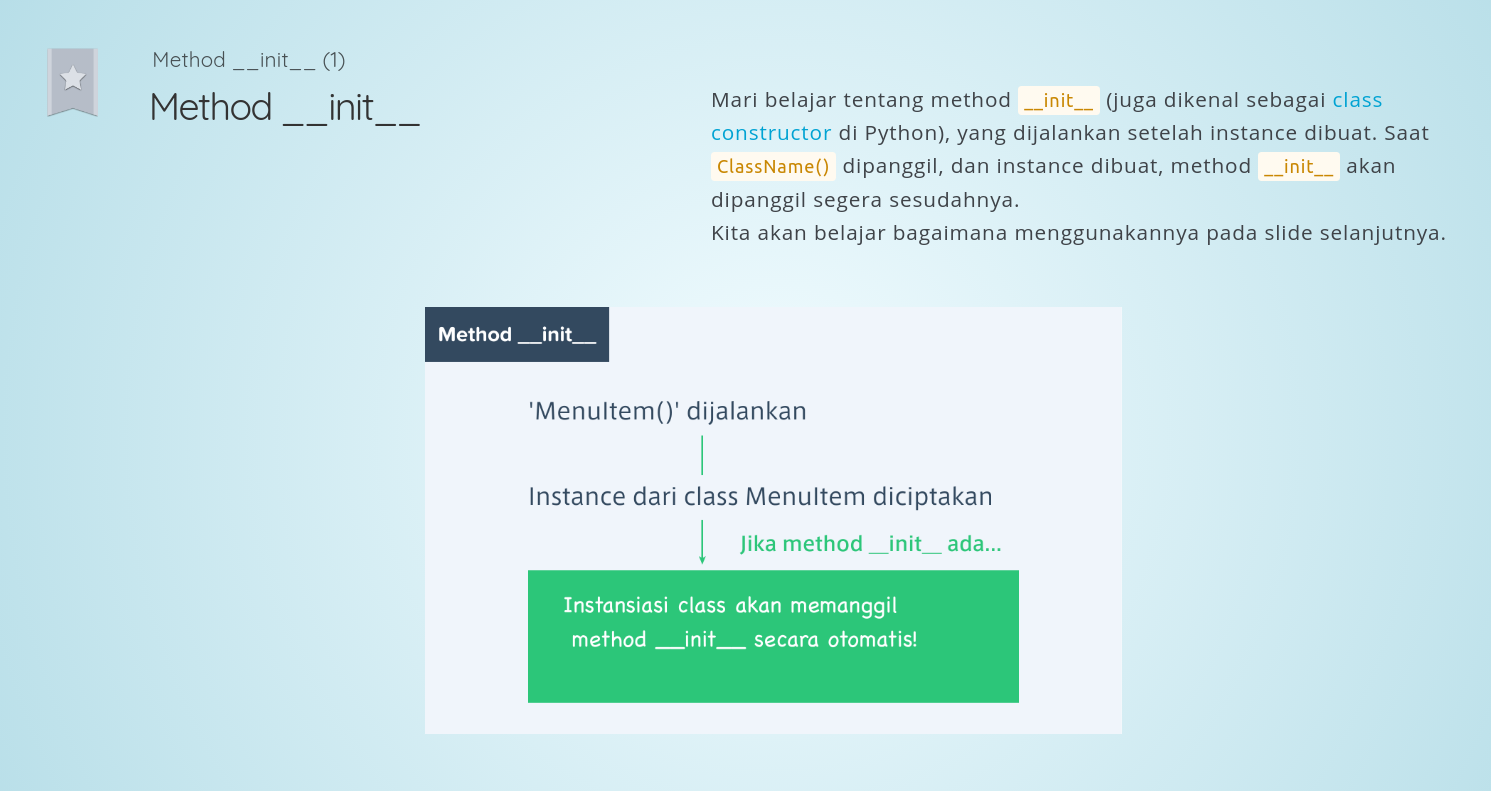 Method __init__ (1)
Method __init__
Mari belajar tentang method __init__ (juga dikenal sebagai class
constructor di Python), yang dijalankan setelah instance dibuat. Saat
ClassName() dipanggil, dan instance dibuat, method __init__ akan
dipanggil segera sesudahnya.
Kita akan belajar bagaimana menggunakannya pada slide selanjutnya.
Method __init__
'MenuItem()' dijalankan
Instance dari class MenuItem diciptakan
Jika method __init__ ada...
Instansiasi class akan memanggil
method __init__ secara otomatis!